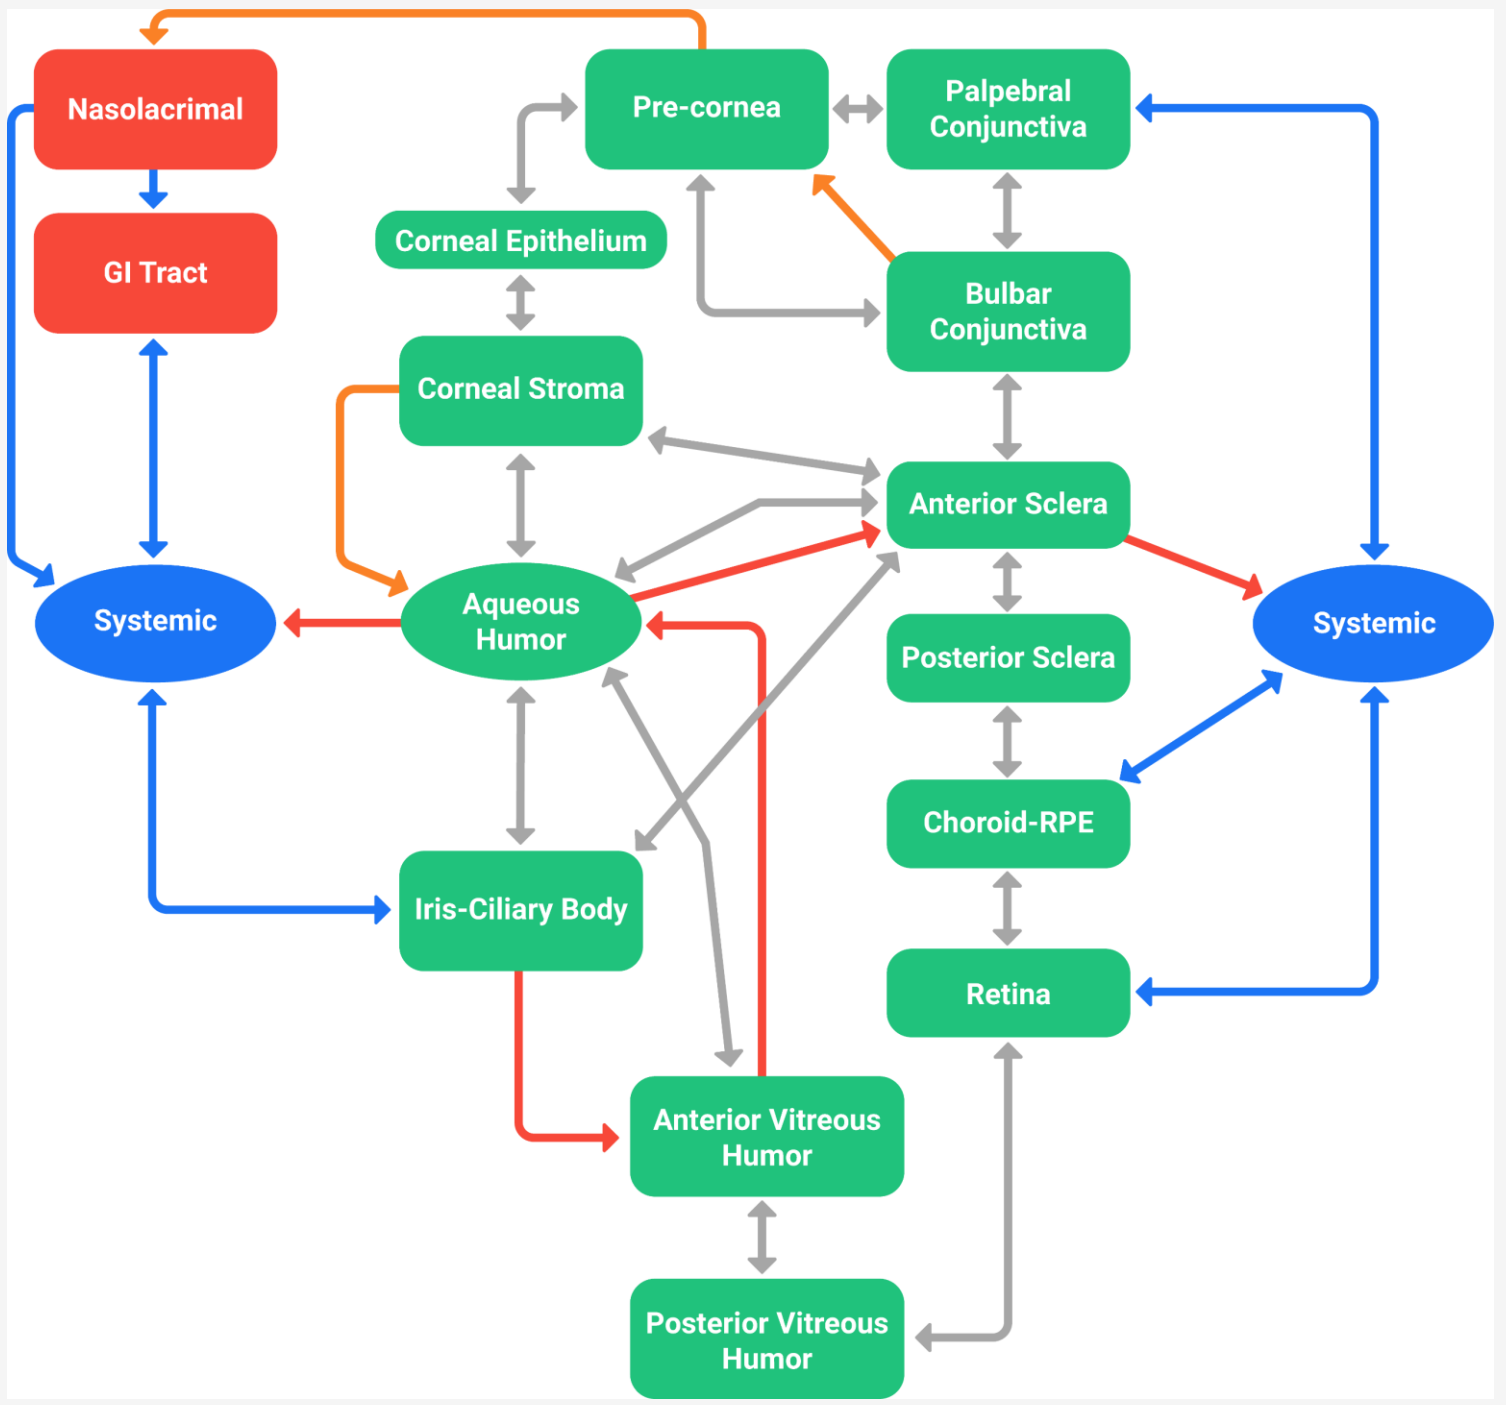 Nasolacrimal
Pre-cornea
Palpebral
Conjunctiva
GI Tract
Corneal Epithelium
Bulbar
Conjunctiva
Corneal Stroma
Anterior Sclera
Systemic
Aqueous
Humor
Posterior Sclera
Systemic
Choroid-RPE
Iris-Ciliary Body
Retina
Anterior Vitreous
Humor
Posterior Vitreous
Humor